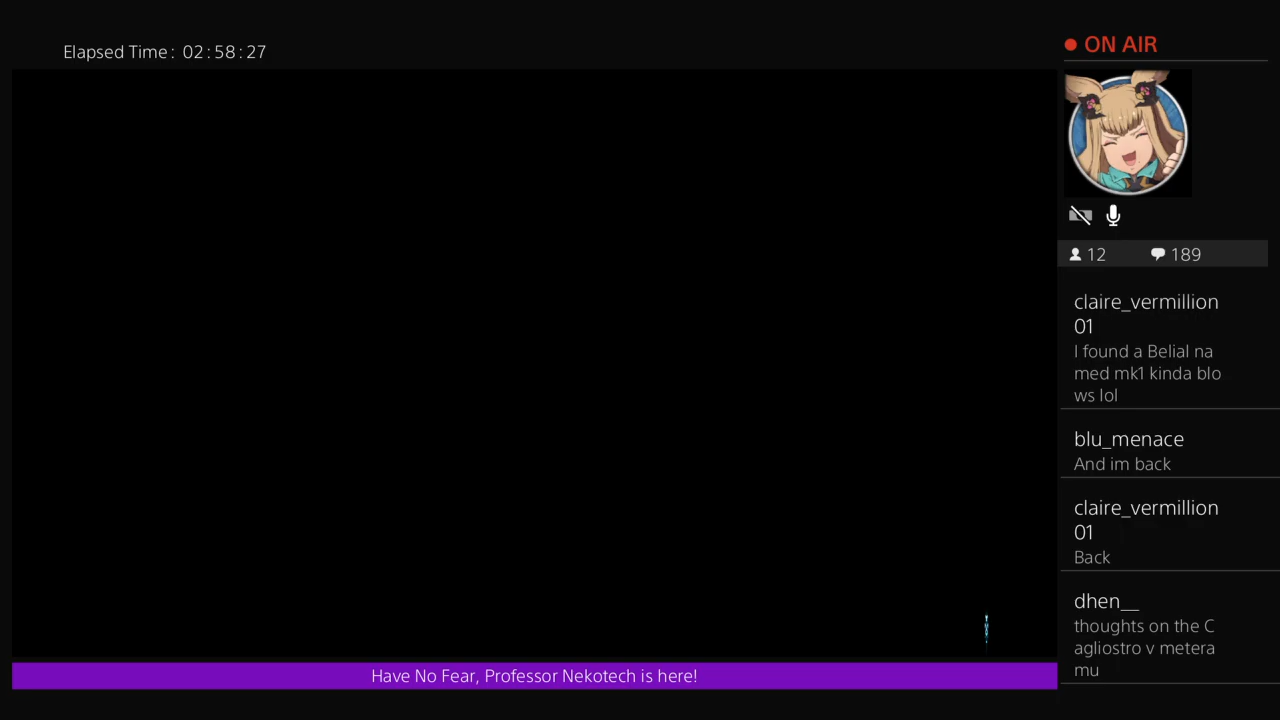 Elapsed Time: 02:58:27
ON AIR
12 189
claire_vermillion
01
I found a Belial na
med mk1 kinda blo
ws lol
blu_menace
And im back
claire_vermillion
01
Back
dhen__
thoughts on the C
agliostro v metera
mu
Have No Fear, Professor Nekotech is here!